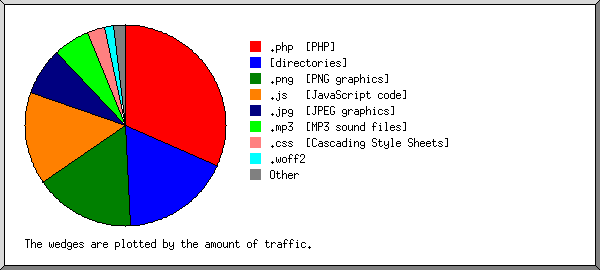 .php [PHP]
[directories]
.png [PNG graphics]
.js [JavaScript code]
.jpg [JPEG graphics]
.mp3 [MP3 sound files]
.css [Cascading Style Sheets]
.woff2
Other
The wedges are plotted by the amount of traffic.